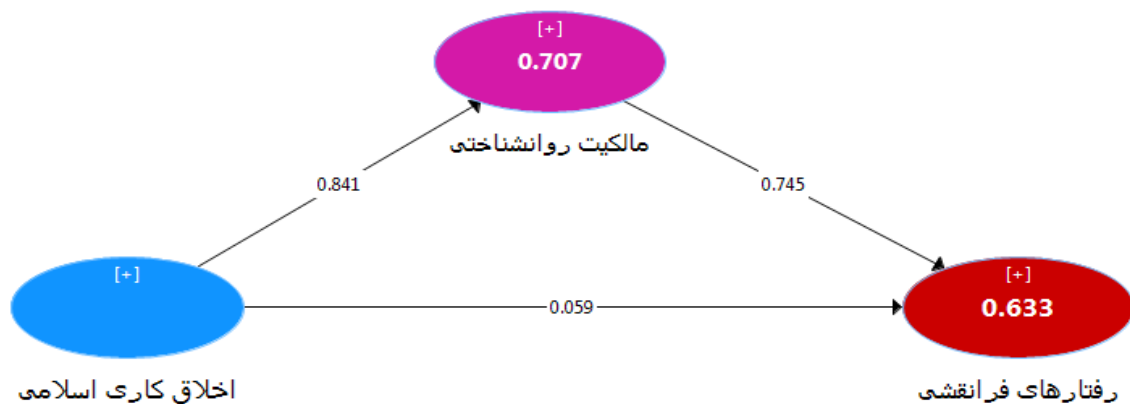 [+]
0.707
مالکیت روانشناختی
0.841
0.745
[+]
[+]
0.633
0.059
اخلاق کاری اسلامی
رفتارهای فرانقشی